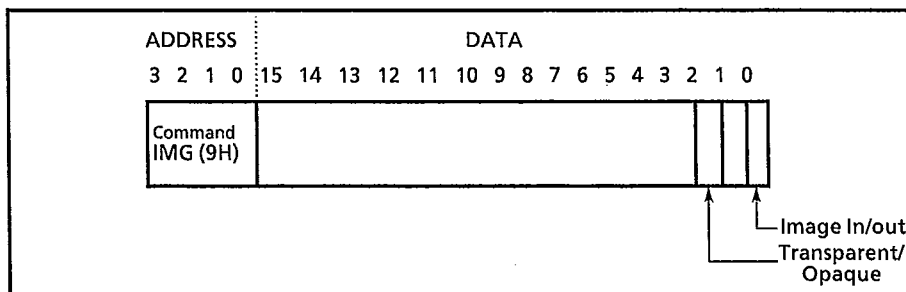 ADDRESS DATA
3 2 1 0 15 14 13 12 11 10 9 8 7 6 5 4 3 2 1 0
Command
IMG (9H)
Image In/out
Transparent/
Opaque